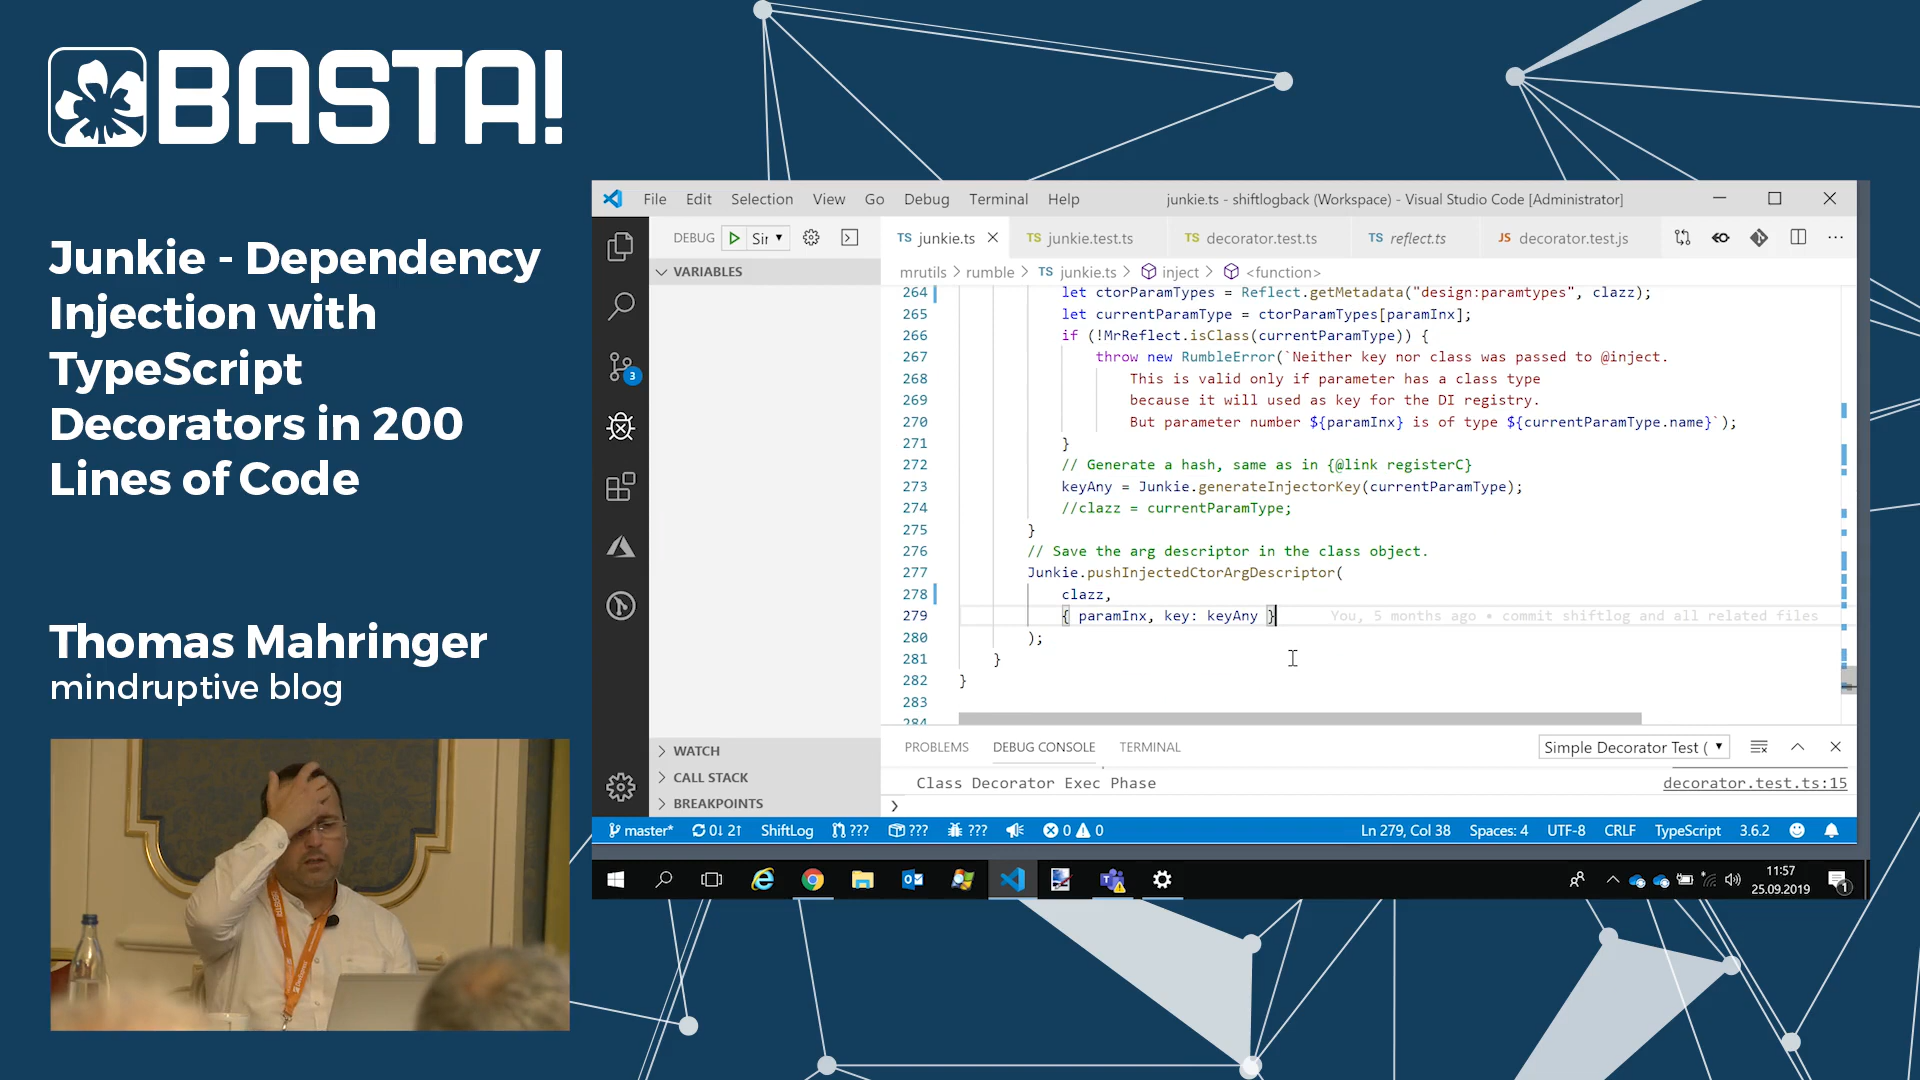 BASTA!
Junkie - Dependency
Injection with
TypeScript
Decorators in 200
Lines of Code
Thomas Mahringer
mindruptive blog
File Edit Selection View Go Debug Terminal Help junkie.ts - shiftlogback (Workspace) - Visual Studio Code [Administrator]
DEBUG Sir
TS junkie.ts TS junkie.test.ts TS decorator.test.ts TS reflect.ts JS decorator.test.js
VARIABLES
mrutils > rumble > TS junkie.ts > inject > <function>
264 let ctorParamTypes = Reflect.getMetadata("design:paramtypes", clazz);
265 let currentParamType = ctorParamTypes[paramInx];
266 if (!MrReflect.isClass(currentParamType)) {
267 throw new RumbleError(`Neither key nor class was passed to @inject.
268 This is valid only if parameter has a class type
269 because it will used as key for the DI registry.
270 But parameter number ${paramInx} is of type ${currentParamType.name}`);
271 }
272 // Generate a hash, same as in {@link registerC}
273 keyAny = Junkie.generateInjectorKey(currentParamType);
274 //clazz = currentParamType;
275 }
276 // Save the arg descriptor in the class object.
277 Junkie.pushInjectedCtorArgDescriptor(
278 clazz,
279 { paramInx, key: keyAny } You, 5 months ago • commit shiftlog and all related files
280 );
281 }
282 }
283
284
3
WATCH
CALL STACK
BREAKPOINTS
PROBLEMS DEBUG CONSOLE TERMINAL Simple Decorator Test (
Class Decorator Exec Phase decorator.test.ts:15
>
master* 0↓ 2↑ ShiftLog ??? ??? ??? 0 0 Ln 279, Col 38 Spaces: 4 UTF-8 CRLF TypeScript 3.6.2
11:57
25.09.2019
1